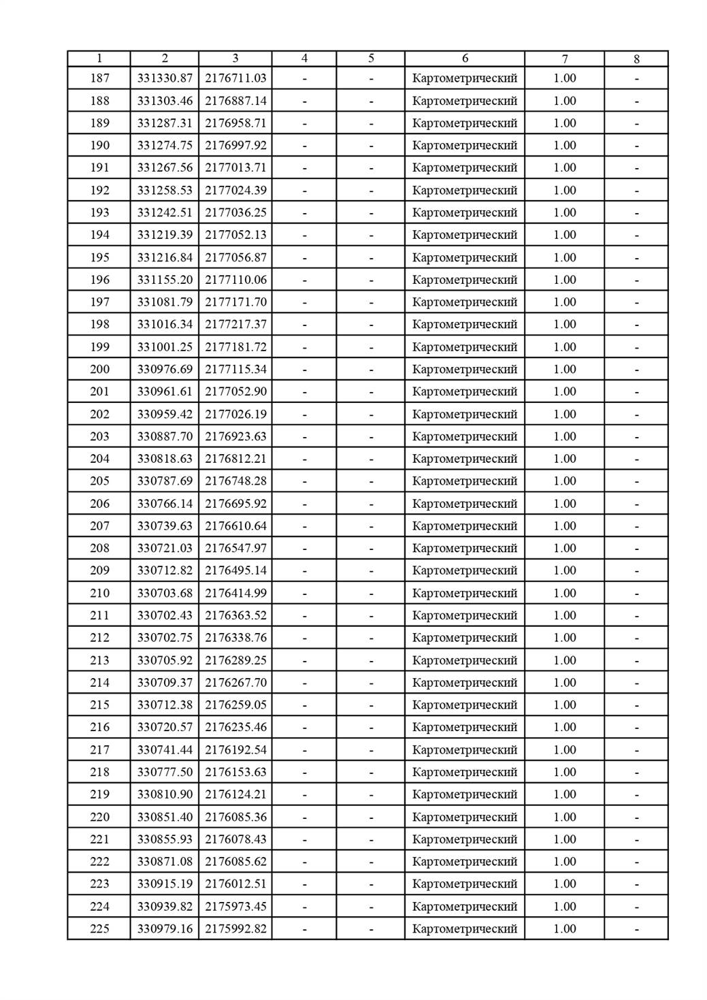 1 2 3 4 5 6 7 8
187 331330.87 2176711.03 - - Картометрический 1.00 -
188 331303.46 2176887.14 - - Картометрический 1.00 -
189 331287.31 2176958.71 - - Картометрический 1.00 -
190 331274.75 2176997.92 - - Картометрический 1.00 -
191 331267.56 2177013.71 - - Картометрический 1.00 -
192 331258.53 2177024.39 - - Картометрический 1.00 -
193 331242.51 2177036.25 - - Картометрический 1.00 -
194 331219.39 2177052.13 - - Картометрический 1.00 -
195 331216.84 2177056.87 - - Картометрический 1.00 -
196 331155.20 2177110.06 - - Картометрический 1.00 -
197 331081.79 2177171.70 - - Картометрический 1.00 -
198 331016.34 2177217.37 - - Картометрический 1.00 -
199 331001.25 2177181.72 - - Картометрический 1.00 -
200 330976.69 2177115.34 - - Картометрический 1.00 -
201 330961.61 2177052.90 - - Картометрический 1.00 -
202 330959.42 2177026.19 - - Картометрический 1.00 -
203 330887.70 2176923.63 - - Картометрический 1.00 -
204 330818.63 2176812.21 - - Картометрический 1.00 -
205 330787.69 2176748.28 - - Картометрический 1.00 -
206 330766.14 2176695.92 - - Картометрический 1.00 -
207 330739.63 2176610.64 - - Картометрический 1.00 -
208 330721.03 2176547.97 - - Картометрический 1.00 -
209 330712.82 2176495.14 - - Картометрический 1.00 -
210 330703.68 2176414.99 - - Картометрический 1.00 -
211 330702.43 2176363.52 - - Картометрический 1.00 -
212 330702.75 2176338.76 - - Картометрический 1.00 -
213 330705.92 2176289.25 - - Картометрический 1.00 -
214 330709.37 2176267.70 - - Картометрический 1.00 -
215 330712.38 2176259.05 - - Картометрический 1.00 -
216 330720.57 2176235.46 - - Картометрический 1.00 -
217 330741.44 2176192.54 - - Картометрический 1.00 -
218 330777.50 2176153.63 - - Картометрический 1.00 -
219 330810.90 2176124.21 - - Картометрический 1.00 -
220 330851.40 2176085.36 - - Картометрический 1.00 -
221 330855.93 2176078.43 - - Картометрический 1.00 -
222 330871.08 2176085.62 - - Картометрический 1.00 -
223 330915.19 2176012.51 - - Картометрический 1.00 -
224 330939.82 2175973.45 - - Картометрический 1.00 -
225 330979.16 2175992.82 - - Картометрический 1.00 -